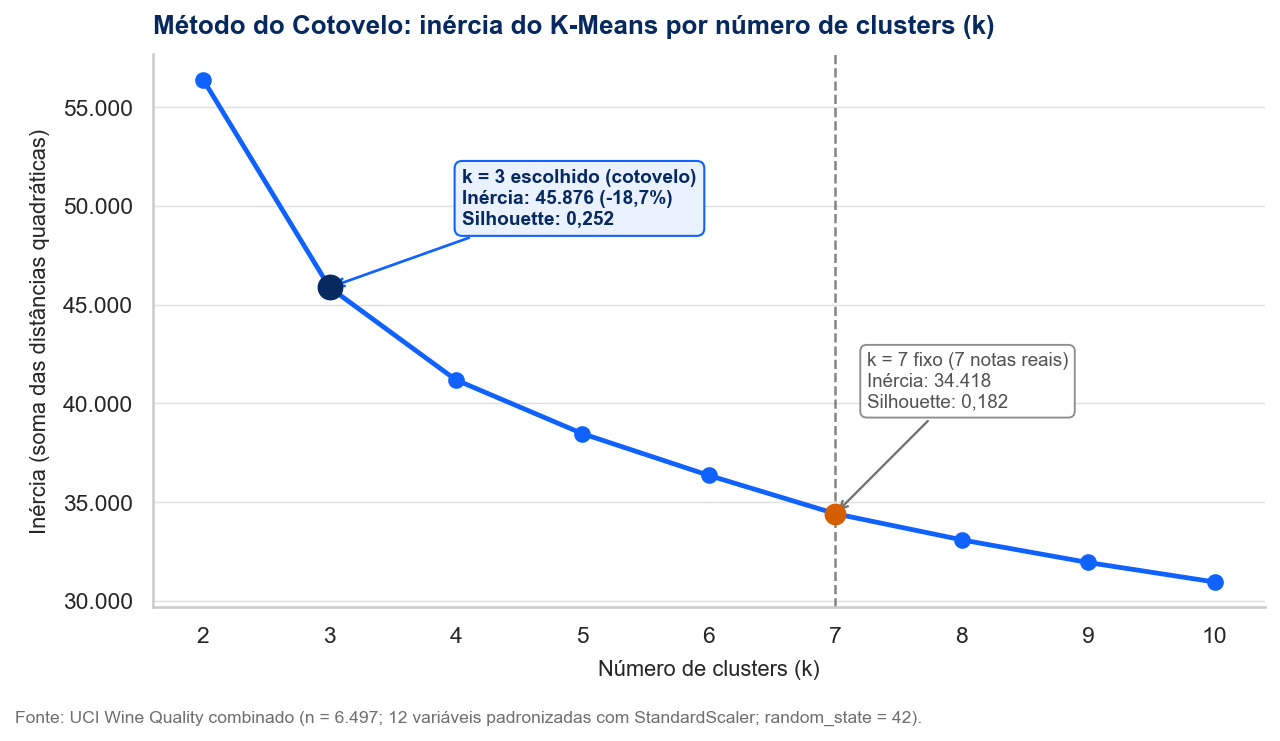 Método do Cotovelo: inércia do K-Means por número de clusters (k)
Inércia (soma das distâncias quadráticas)
55.000
50.000
45.000
40.000
35.000
30.000
k = 3 escolhido (cotovelo)
Inércia: 45.876 (-18,7%)
Silhouette: 0,252
k = 7 fixo (7 notas reais)
Inércia: 34.418
Silhouette: 0,182
2 3 4 5 6 7 8 9 10
Número de clusters (k)
Fonte: UCI Wine Quality combinado (n = 6.497; 12 variáveis padronizadas com StandardScaler; random_state = 42).